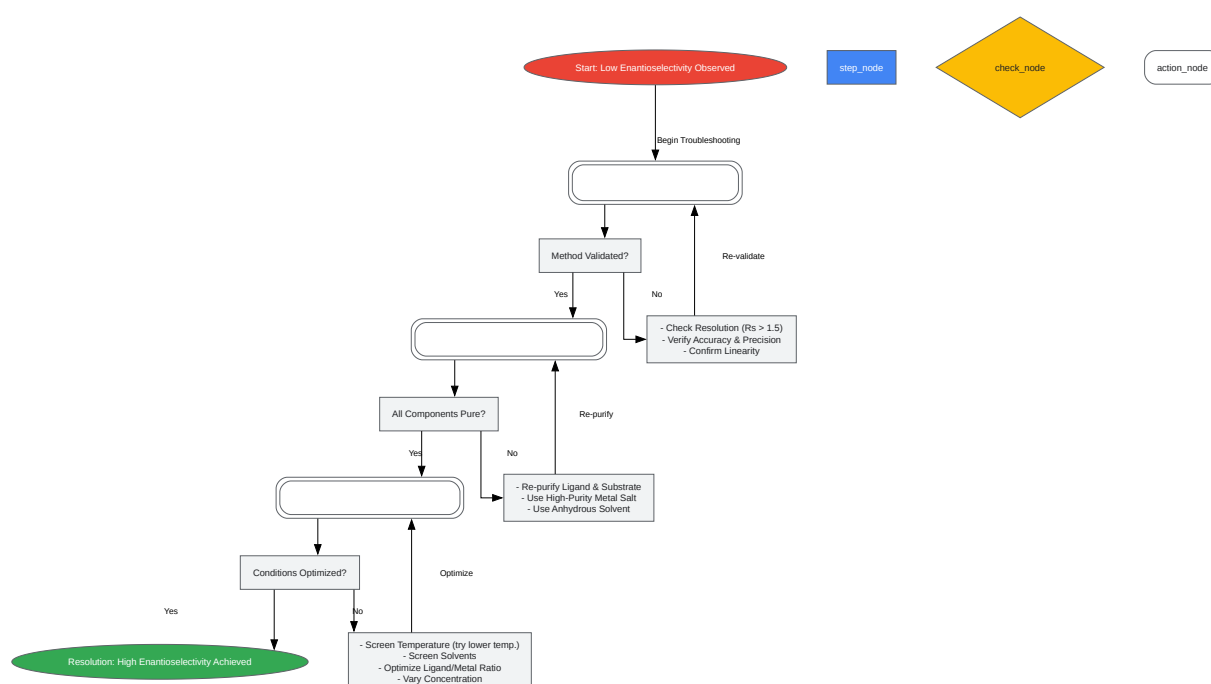 Start: Low Enantioselectivity Observed
step_node
check_node
action_node
Begin Troubleshooting
Method Validated?
Re-validate
Yes
No
- Check Resolution (Rs > 1.5)
- Verify Accuracy & Precision
- Confirm Linearity
All Components Pure?
Re-purify
Yes
No
- Re-purify Ligand & Substrate
- Use High-Purity Metal Salt
- Use Anhydrous Solvent
Conditions Optimized?
Optimize
Yes
No
- Screen Temperature (try lower temp.)
- Screen Solvents
- Optimize Ligand/Metal Ratio
- Vary Concentration
Resolution: High Enantioselectivity Achieved